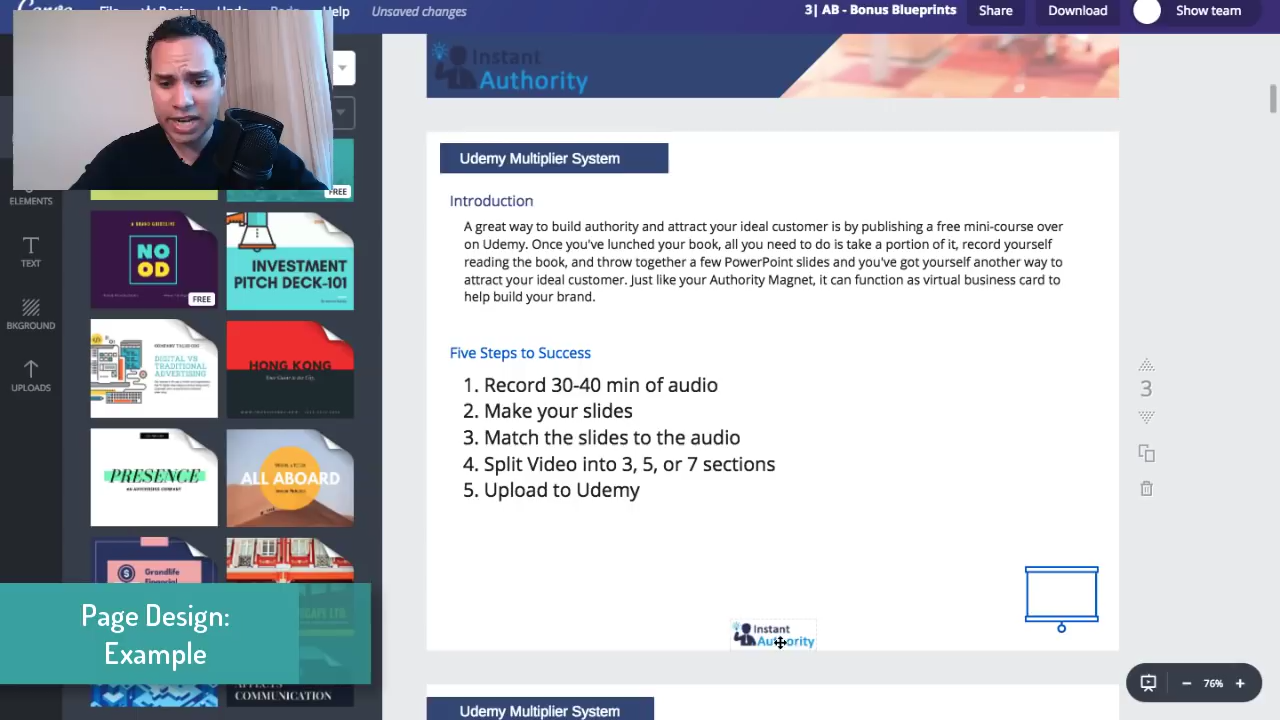 File
Resize
Undo
Redo
Help
Unsaved changes
3| AB - Bonus Blueprints
Share
Download
Show team
Instant
Authority
ELEMENTS
TEXT
BKGROUND
UPLOADS
FREE
NO
OD
FREE
INVESTMENT
PITCH DECK-101
DIGITAL VS
TRADITIONAL
ADVERTISING
HONG KONG
PRESENCE
ALL ABOARD
Grandlife
Financial
COMMUNICATION
Page Design:
Example
Udemy Multiplier System
Introduction
A great way to build authority and attract your ideal customer is by publishing a free mini-course over
on Udemy. Once you've lunched your book, all you need to do is take a portion of it, record yourself
reading the book, and throw together a few PowerPoint slides and you've got yourself another way to
attract your ideal customer. Just like your Authority Magnet, it can function as virtual business card to
help build your brand.
Five Steps to Success
1. Record 30-40 min of audio
2. Make your slides
3. Match the slides to the audio
4. Split Video into 3, 5, or 7 sections
5. Upload to Udemy
Instant
Authority
3
76%
Udemy Multiplier System